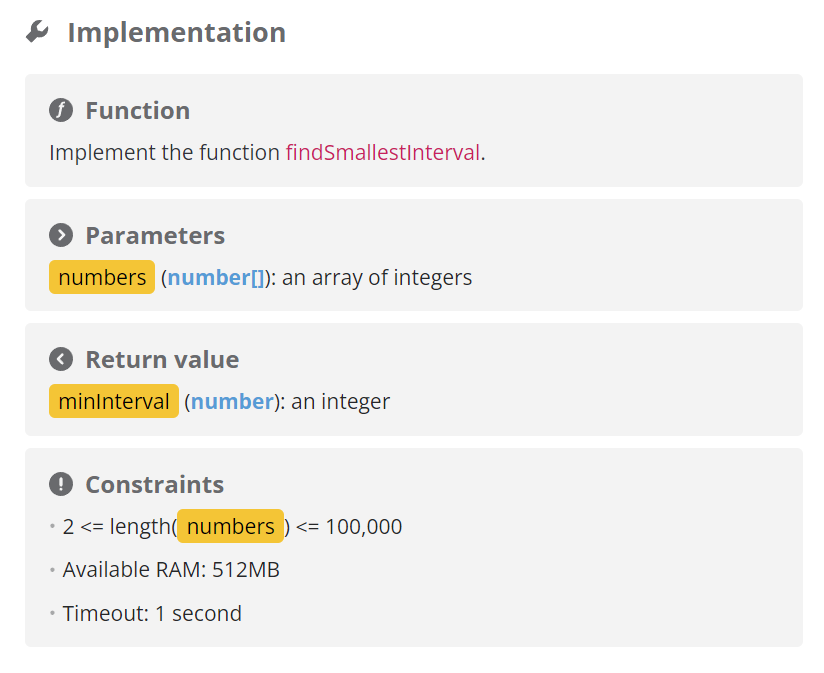 Implementation
Function
Implement the function findSmallestInterval.
Parameters
numbers (number[]): an array of integers
Return value
minInterval (number): an integer
Constraints
• 2 <= length( numbers ) <= 100,000
• Available RAM: 512MB
• Timeout: 1 second